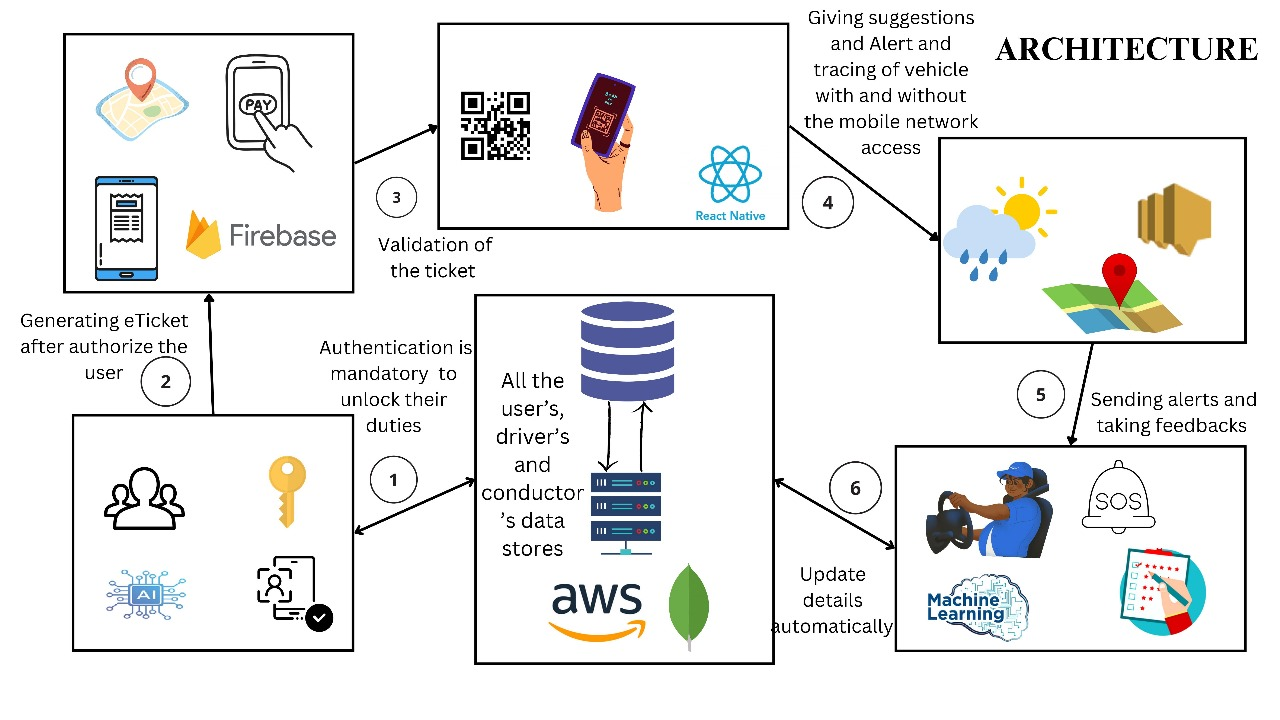 ARCHITECTURE
Giving suggestions
and Alert and
tracing of vehicle
with and without
the mobile network
access
PAY
Firebase
3
Validation of
the ticket
React Native
4
Generating eTicket
after authorize the
user
2
Authentication is
mandatory to
unlock their
duties
1
All the
user’s,
driver’s
and
conductor
’s data
stores
aws
5
Sending alerts and
taking feedbacks
6
Update
details
automatically
SOS
Machine
Learning
AI